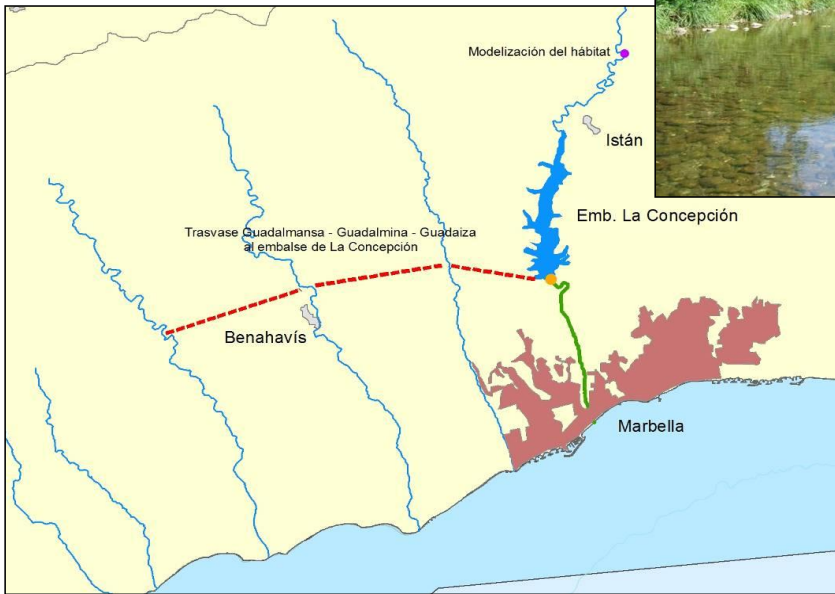 Modelización del hábitat
Istán
Emb. La Concepción
Trasvase Guadalmansa - Guadalmina - Guadaiza
al embalse de La Concepción
Benahavís
Marbella